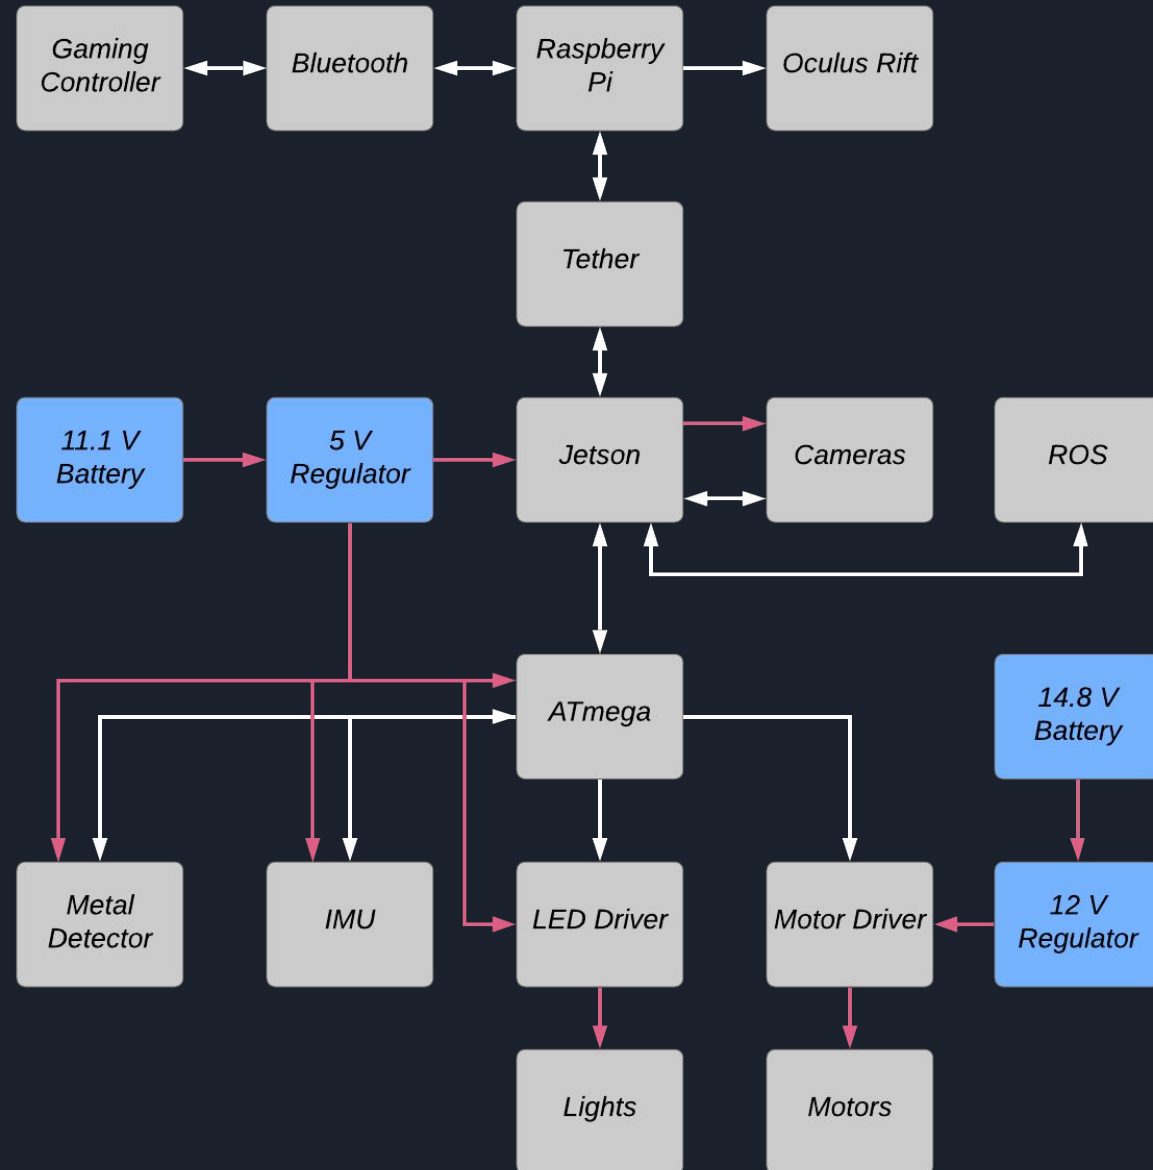 Gaming
Controller
Bluetooth
Raspberry
Pi
Oculus Rift
Tether
11.1 V
Battery
5 V
Regulator
Jetson
Cameras
ROS
ATmega
14.8 V
Battery
Metal
Detector
IMU
LED Driver
Motor Driver
12 V
Regulator
Lights
Motors